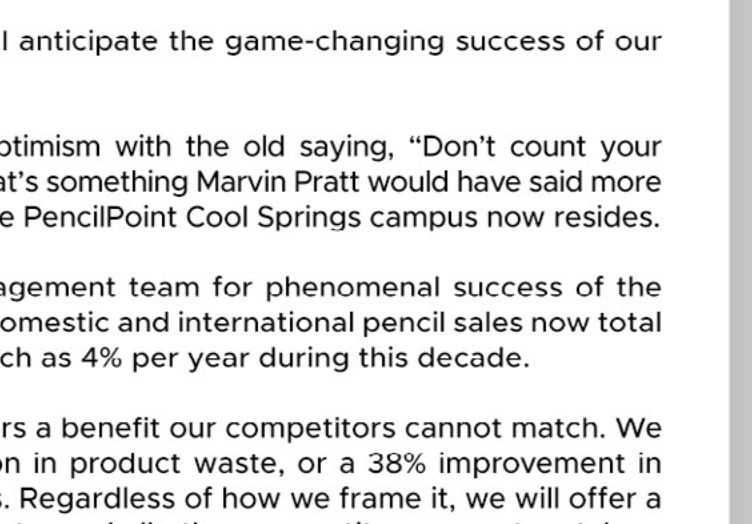 I anticipate the game-changing success of our
optimism with the old saying, “Don’t count your
at’s something Marvin Pratt would have said more
e PencilPoint Cool Springs campus now resides.
agement team for phenomenal success of the
omestic and international pencil sales now total
ch as 4% per year during this decade.
rs a benefit our competitors cannot match. We
on in product waste, or a 38% improvement in
s. Regardless of how we frame it, we will offer a